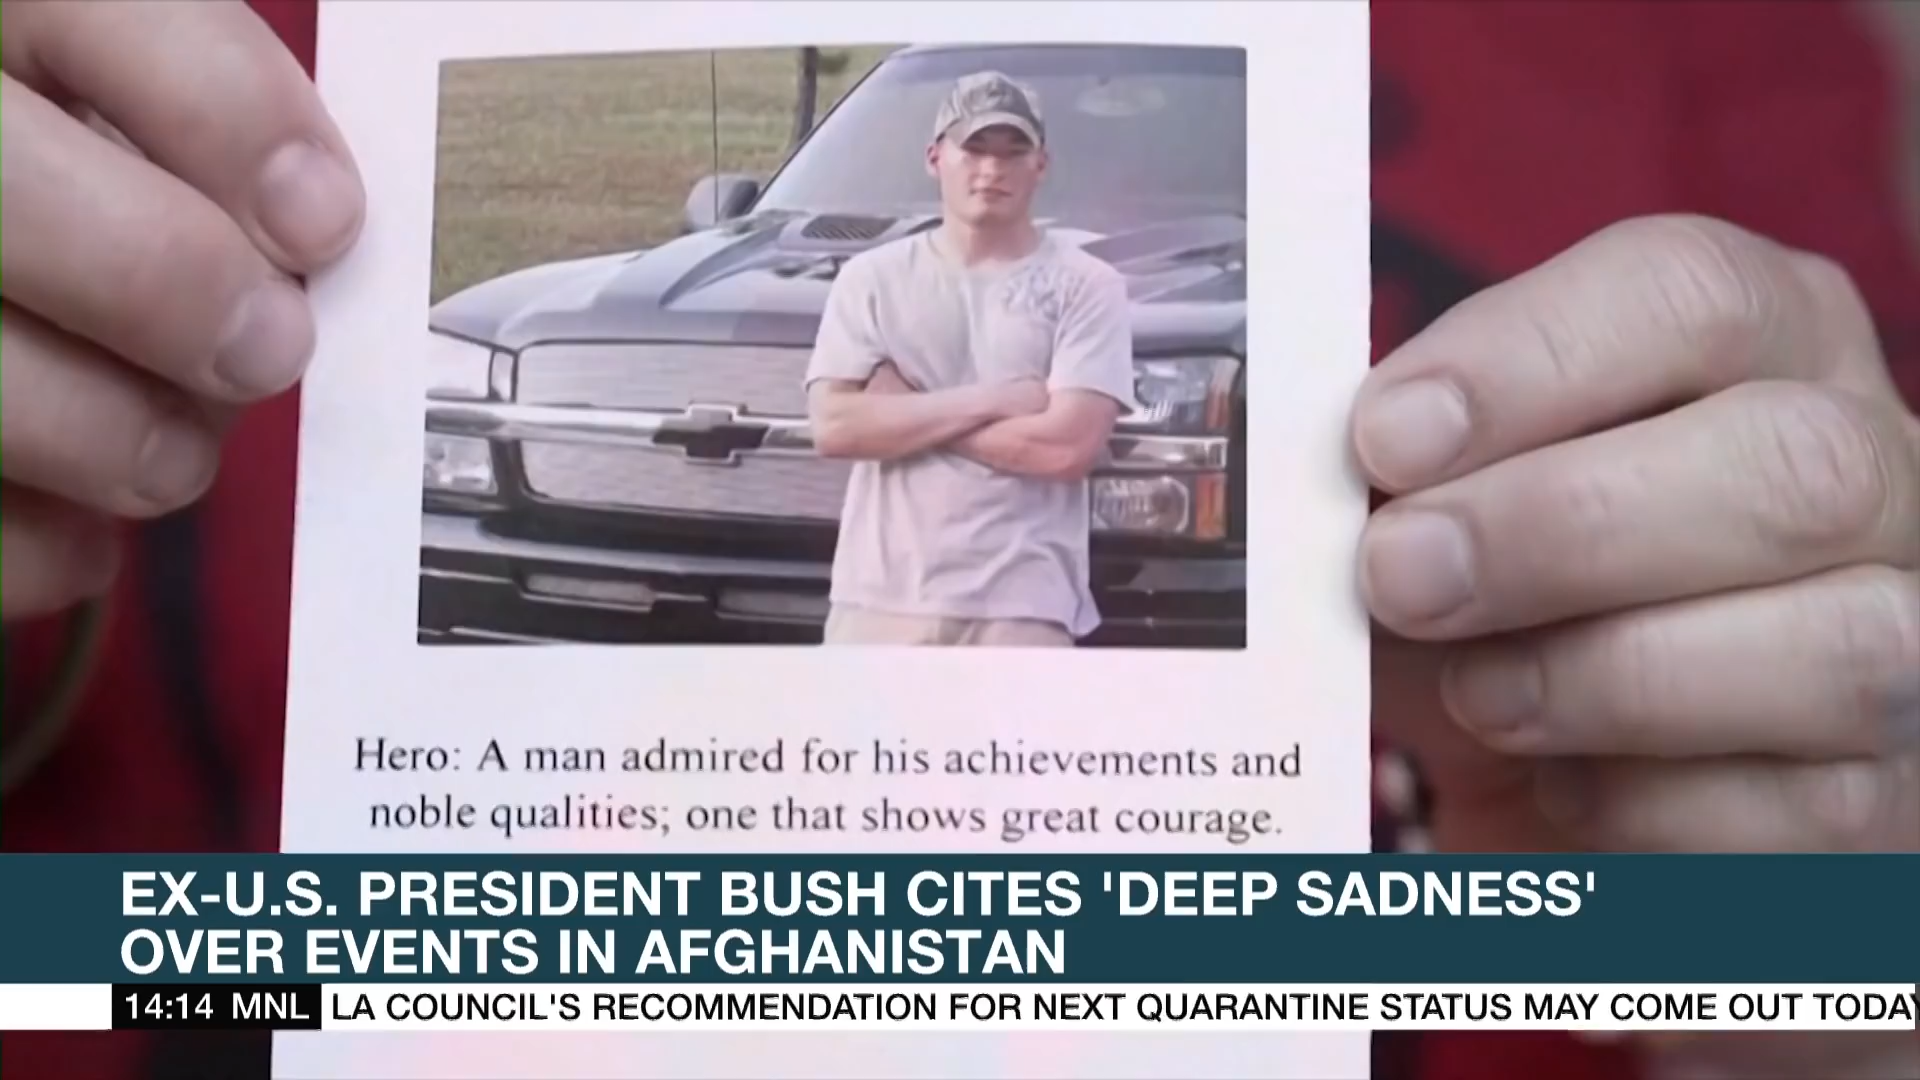 Hero: A man admired for his achievements and
noble qualities; one that shows great courage.
EX-U.S. PRESIDENT BUSH CITES 'DEEP SADNESS'
OVER EVENTS IN AFGHANISTAN
14:14 MNL LA COUNCIL'S RECOMMENDATION FOR NEXT QUARANTINE STATUS MAY COME OUT TODAY